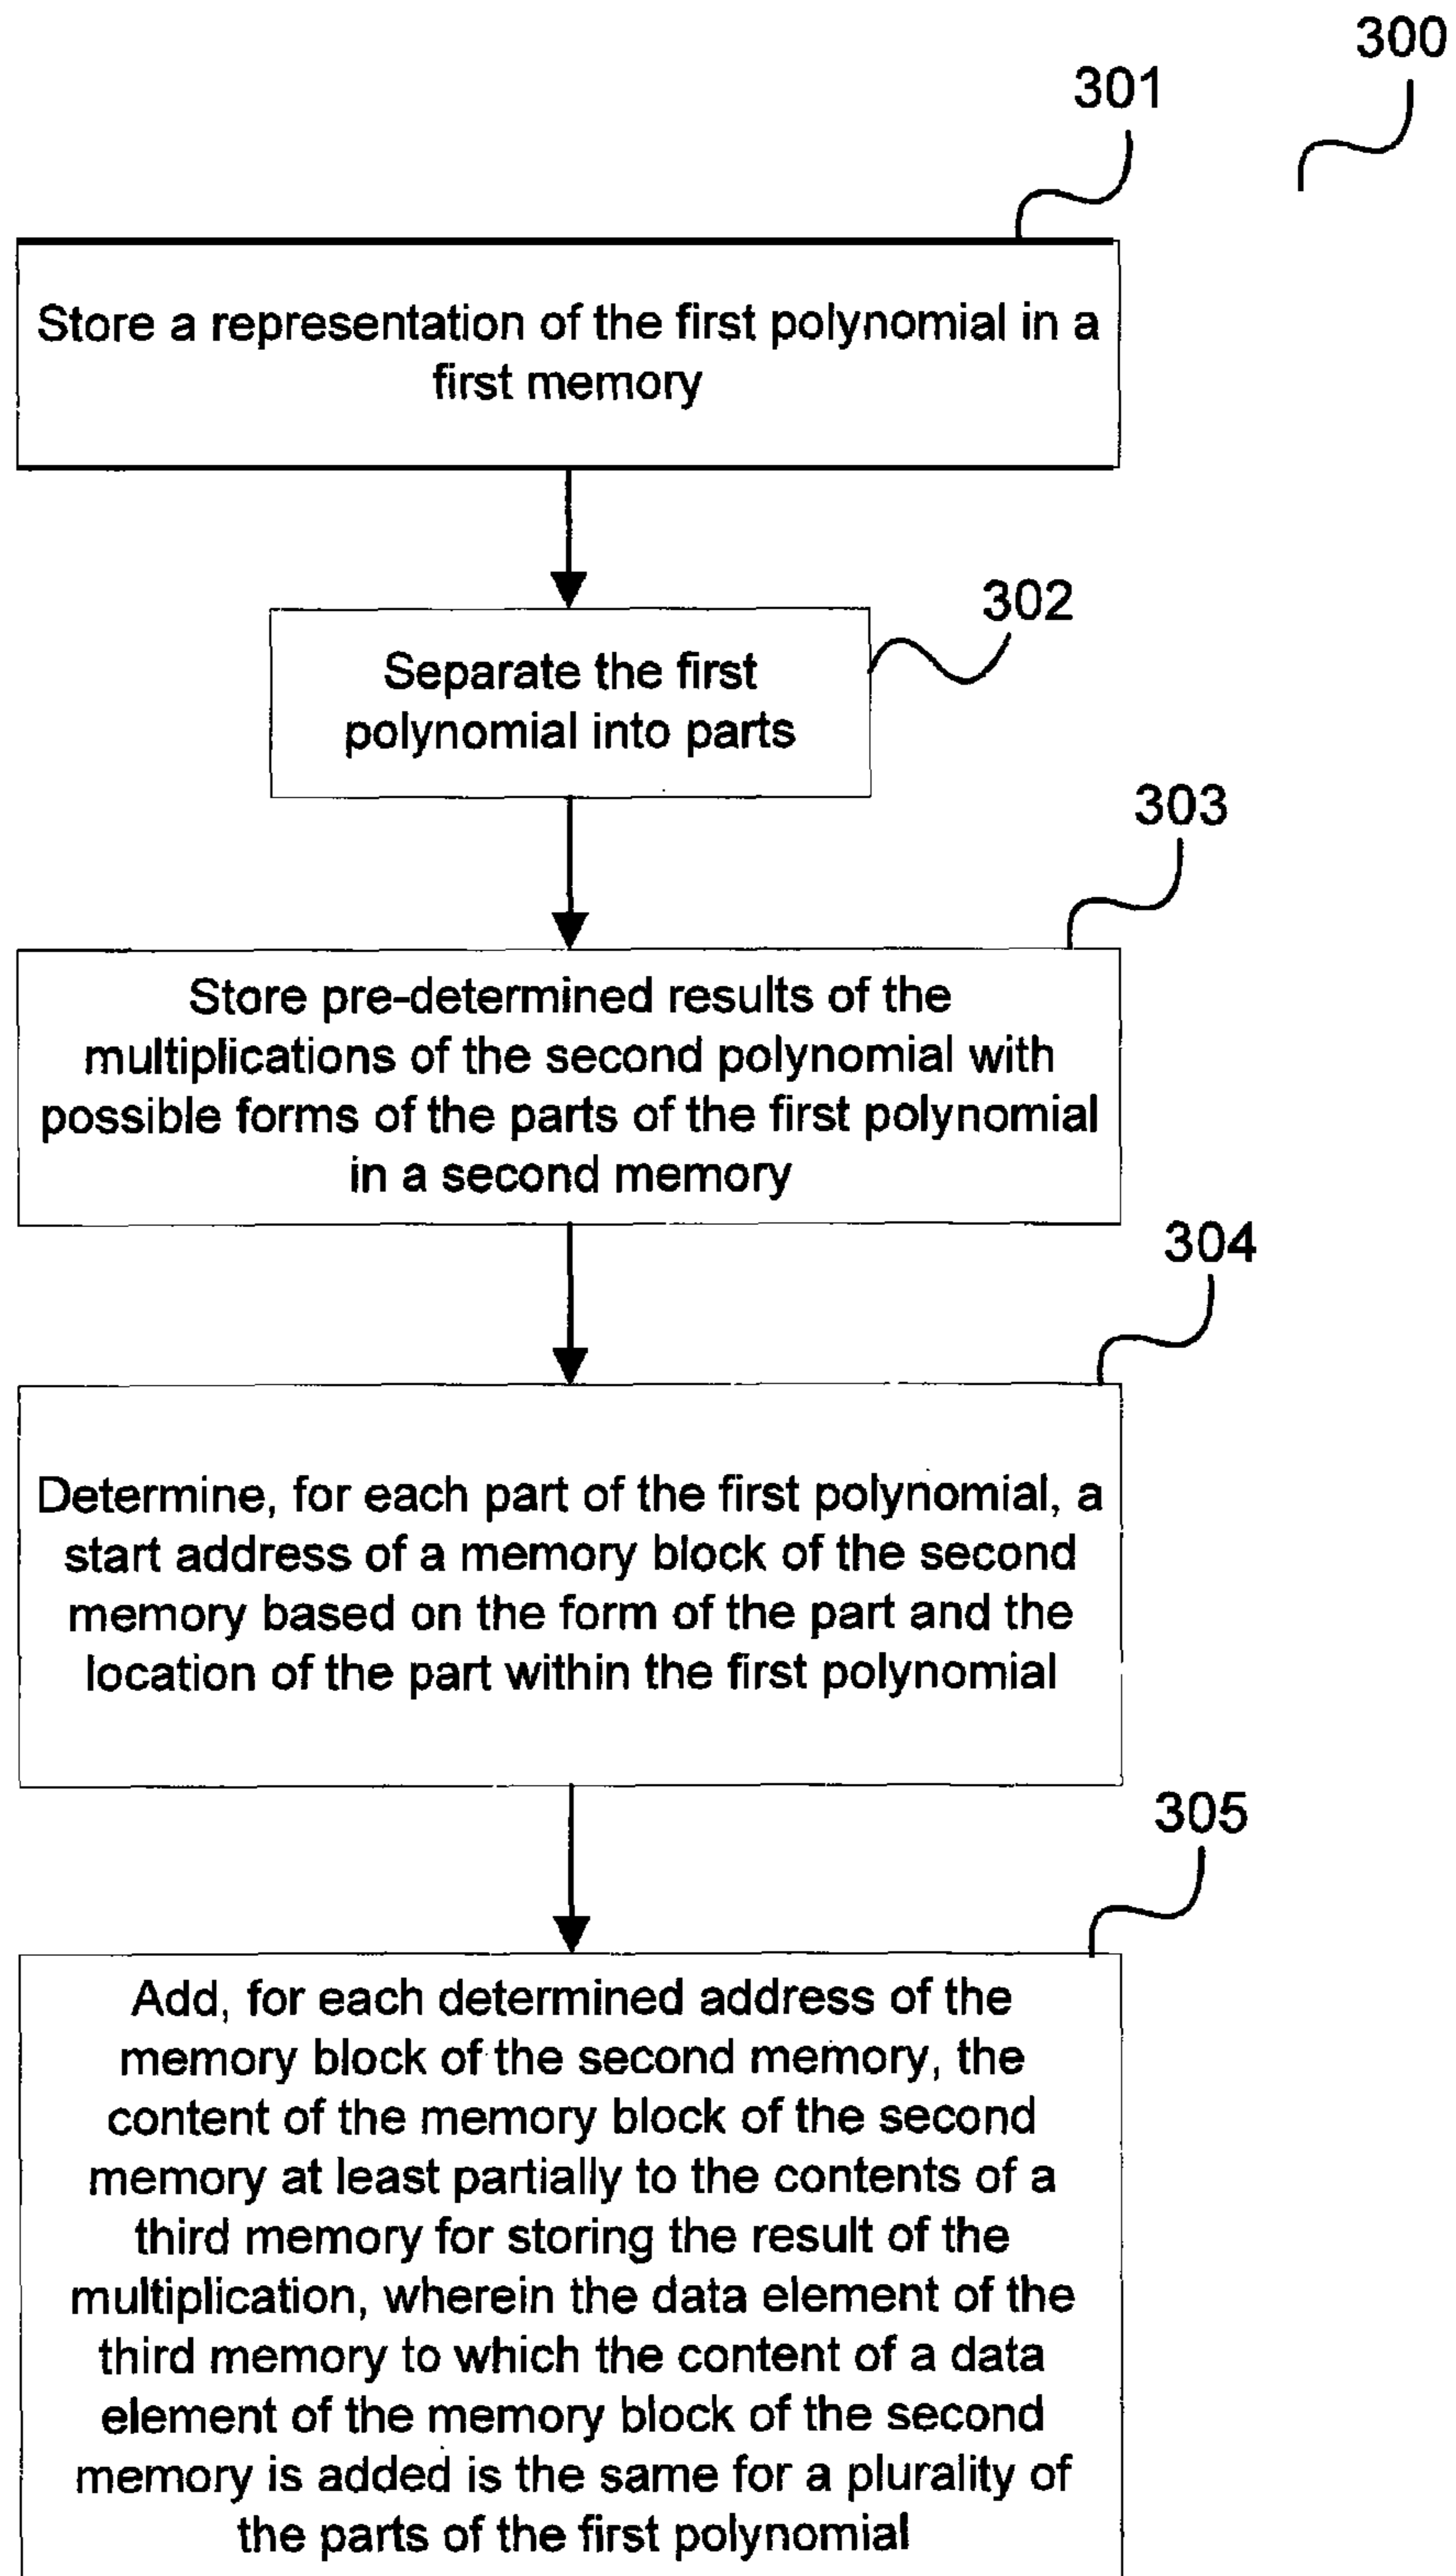 300
301
Store a representation of the first polynomial in a
first memory
302
Separate the first
polynomial into parts
303
Store pre-determined results of the
multiplications of the second polynomial with
possible forms of the parts of the first polynomial
in a second memory
304
Determine, for each part of the first polynomial, a
start address of a memory block of the second
memory based on the form of the part and the
location of the part within the first polynomial
305
Add, for each determined address of the
memory block of the second memory, the
content of the memory block of the second
memory at least partially to the contents of a
third memory for storing the result of the
multiplication, wherein the data element of the
third memory to which the content of a data
element of the memory block of the second
memory is added is the same for a plurality of
the parts of the first polynomial